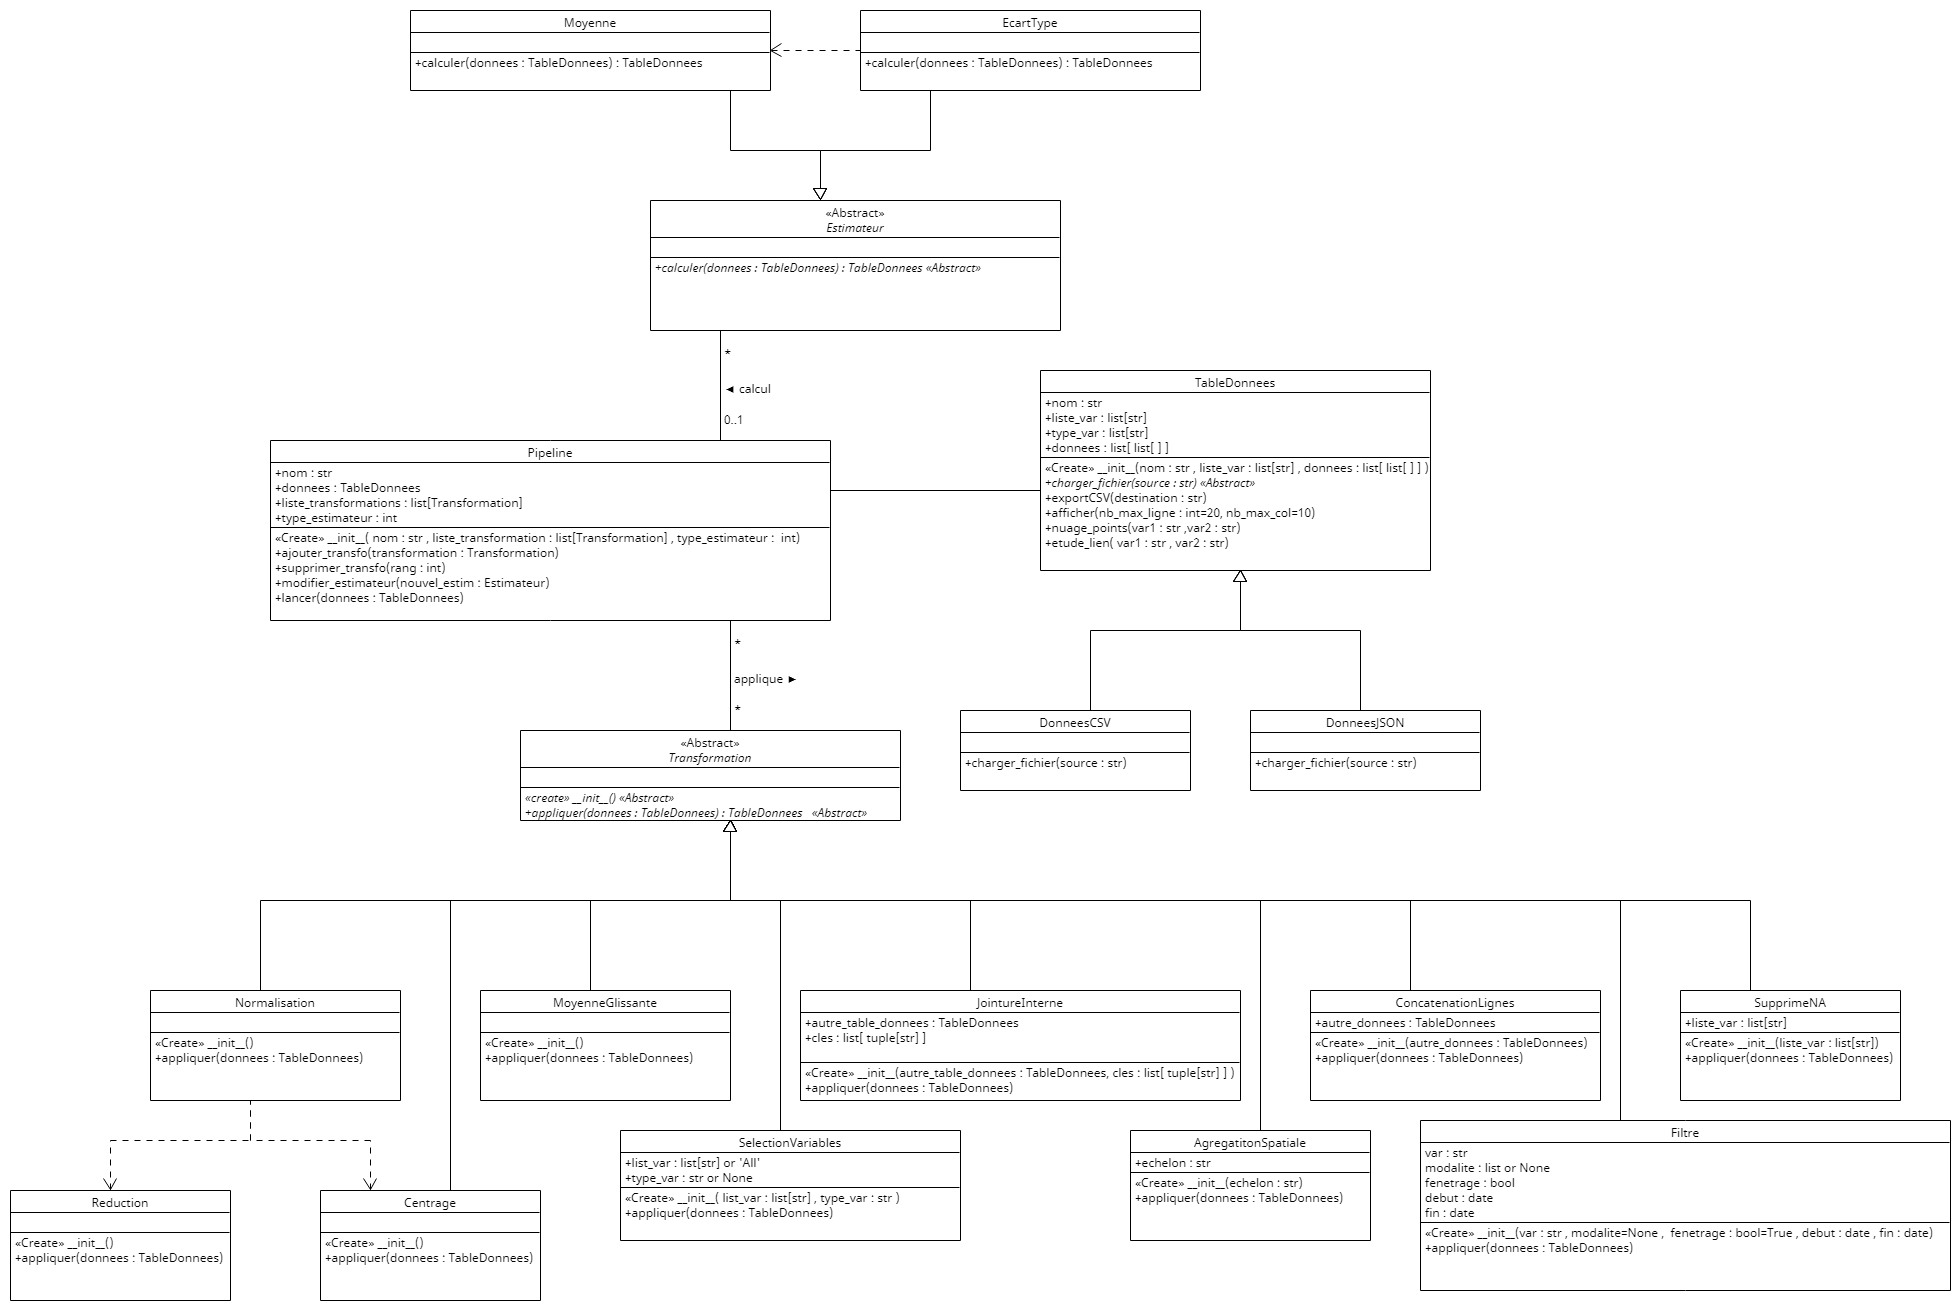 Moyenne
+calculer(donnees : TableDonnees) : TableDonnees
EcartType
+calculer(donnees : TableDonnees) : TableDonnees
«Abstract»
Estimateur
+calculer(donnees : TableDonnees) : TableDonnees «Abstract»
*
◄ calcul
0..1
Pipeline
+nom : str
+donnees : TableDonnees
+liste_transformations : list[Transformation]
+type_estimateur : int
«Create» __init__( nom : str , liste_transformation : list[Transformation] , type_estimateur :  int)
+ajouter_transfo(transformation : Transformation)
+supprimer_transfo(rang : int)
+modifier_estimateur(nouvel_estim : Estimateur)
+lancer(donnees : TableDonnees)
TableDonnees
+nom : str
+liste_var : list[str]
+type_var : list[str]
+donnees : list[ list[ ] ]
«Create» __init__(nom : str , liste_var : list[str] , donnees : list[ list[ ] ] )
+charger_fichier(source : str) «Abstract»
+exportCSV(destination : str)
+afficher(nb_max_ligne : int=20, nb_max_col=10)
+nuage_points(var1 : str ,var2 : str)
+etude_lien( var1 : str , var2 : str)
*
applique ►
*
DonneesCSV
+charger_fichier(source : str)
DonneesJSON
+charger_fichier(source : str)
«Abstract»
Transformation
«create» __init__() «Abstract»
+appliquer(donnees : TableDonnees) : TableDonnees   «Abstract»
Normalisation
«Create» __init__()
+appliquer(donnees : TableDonnees)
MoyenneGlissante
«Create» __init__()
+appliquer(donnees : TableDonnees)
JointureInterne
+autre_table_donnees : TableDonnees
+cles : list[ tuple[str] ]
«Create» __init__(autre_table_donnees : TableDonnees, cles : list[ tuple[str] ] )
+appliquer(donnees : TableDonnees)
ConcatenationLignes
+autre_donnees : TableDonnees
«Create» __init__(autre_donnees : TableDonnees)
+appliquer(donnees : TableDonnees)
SupprimeNA
+liste_var : list[str]
«Create» __init__(liste_var : list[str])
+appliquer(donnees : TableDonnees)
Reduction
«Create» __init__()
+appliquer(donnees : TableDonnees)
Centrage
«Create» __init__()
+appliquer(donnees : TableDonnees)
SelectionVariables
+list_var : list[str] or 'All'
+type_var : str or None
«Create» __init__( list_var : list[str] , type_var : str )
+appliquer(donnees : TableDonnees)
AgregatitonSpatiale
+echelon : str
«Create» __init__(echelon : str)
+appliquer(donnees : TableDonnees)
Filtre
var : str
modalite : list or None
fenetrage : bool
debut : date
fin : date
«Create» __init__(var : str , modalite=None ,  fenetrage : bool=True , debut : date , fin : date)
+appliquer(donnees : TableDonnees)